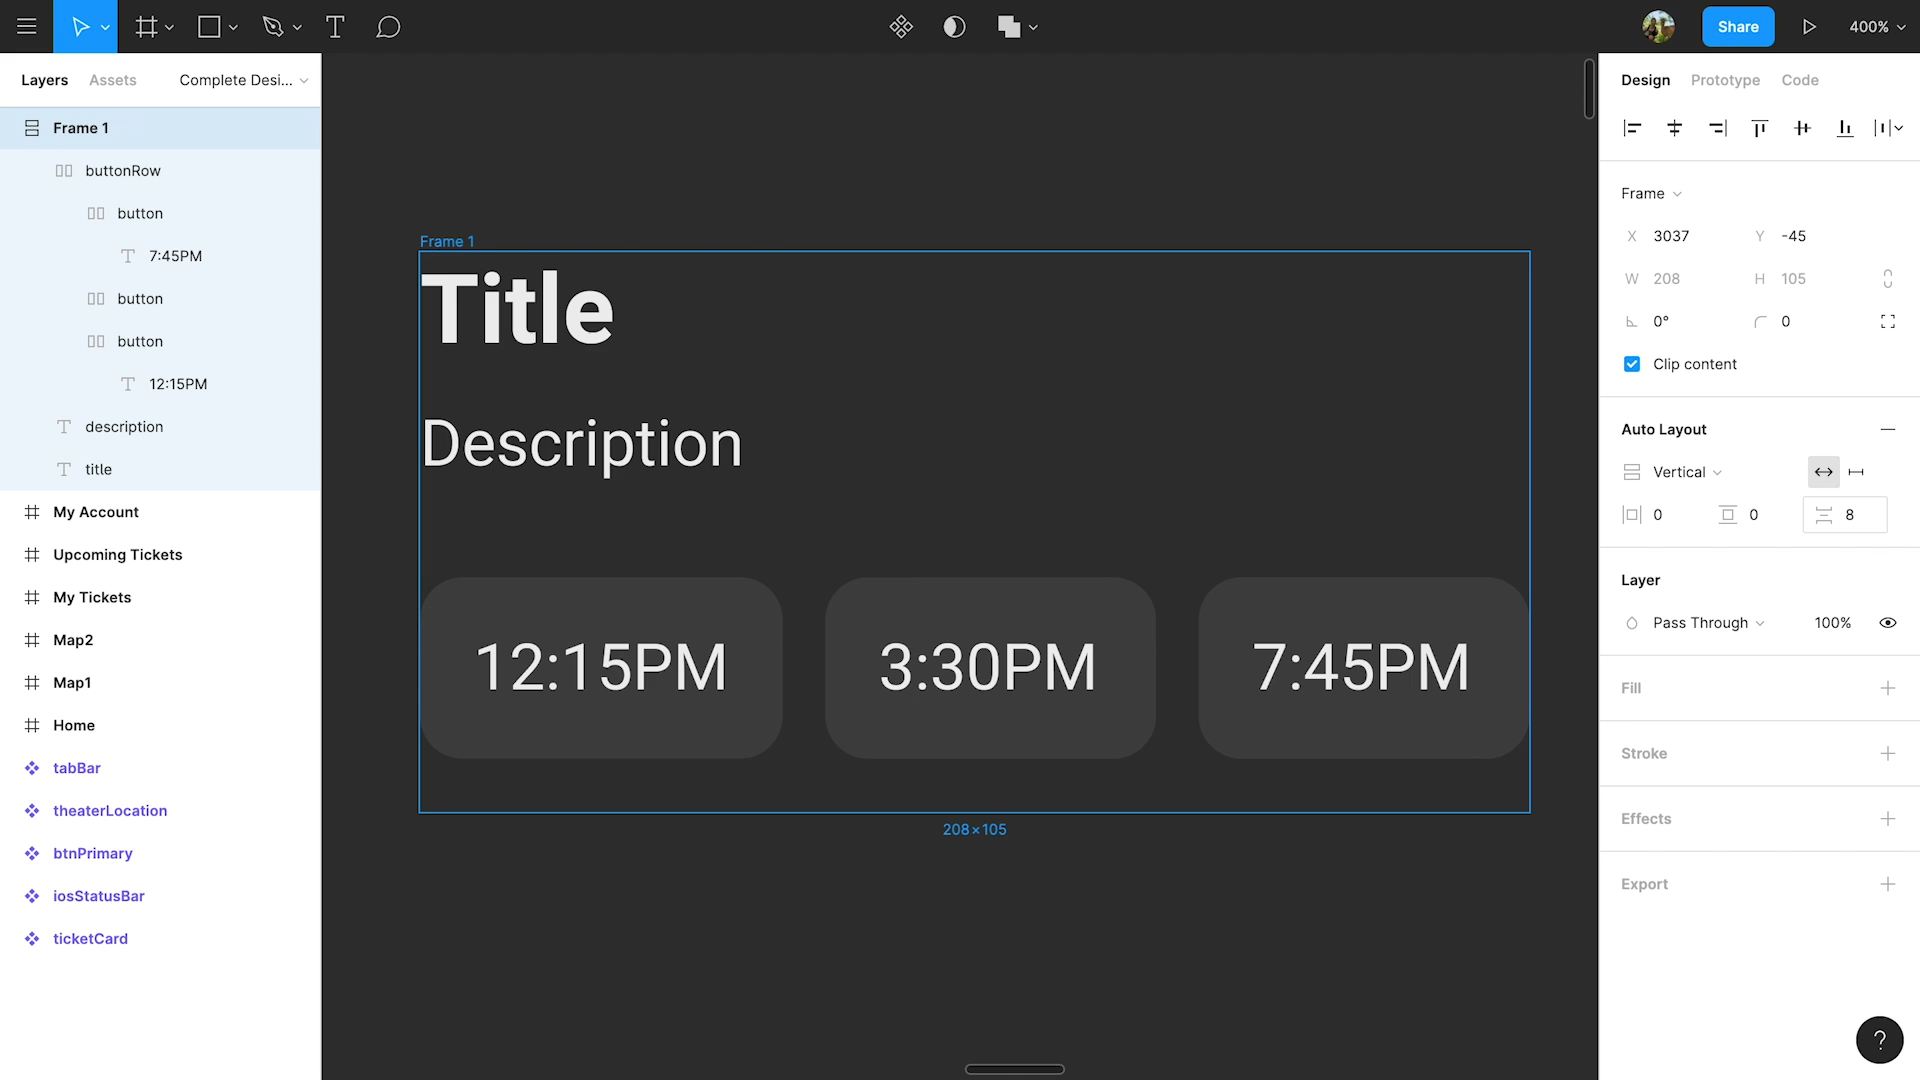 Share
400%
Layers
Assets
Complete Desi...
Frame 1
buttonRow
button
7:45PM
button
button
12:15PM
description
title
My Account
Upcoming Tickets
My Tickets
Map2
Map1
Home
tabBar
theaterLocation
btnPrimary
iosStatusBar
ticketCard
Frame 1
Title
Description
12:15PM
3:30PM
7:45PM
208×105
Design
Prototype
Code
Frame
X 3037
Y -45
W 208
H 105
0°
0
Clip content
Auto Layout
Vertical
0
0
8
Layer
Pass Through
100%
Fill
Stroke
Effects
Export
?